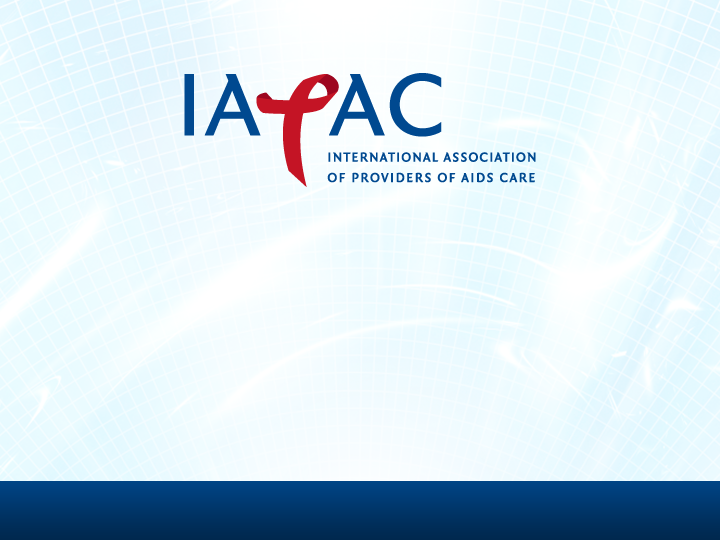 IAPAC
INTERNATIONAL ASSOCIATION
OF PROVIDERS OF AIDS CARE